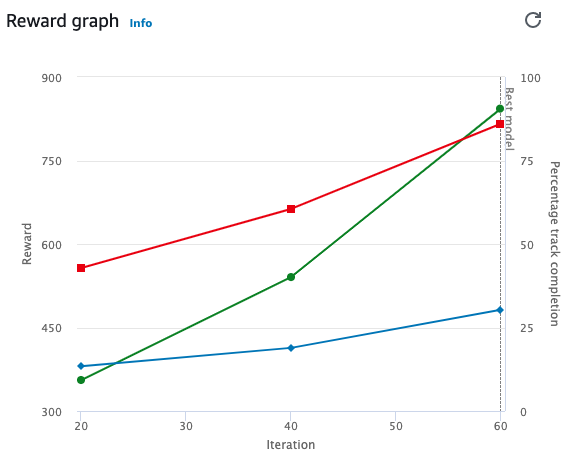 Reward graph Info
900
750
600
450
300
Reward
100
75
50
25
0
Percentage track completion
Best model
20 30 40 50 60
Iteration